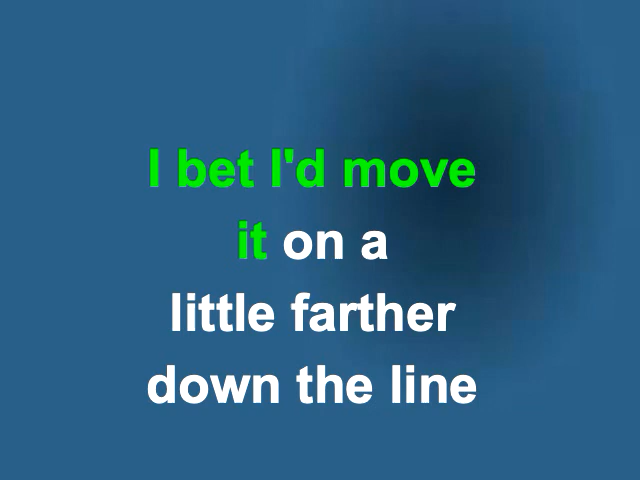 I bet I'd move
it on a
little farther
down the line